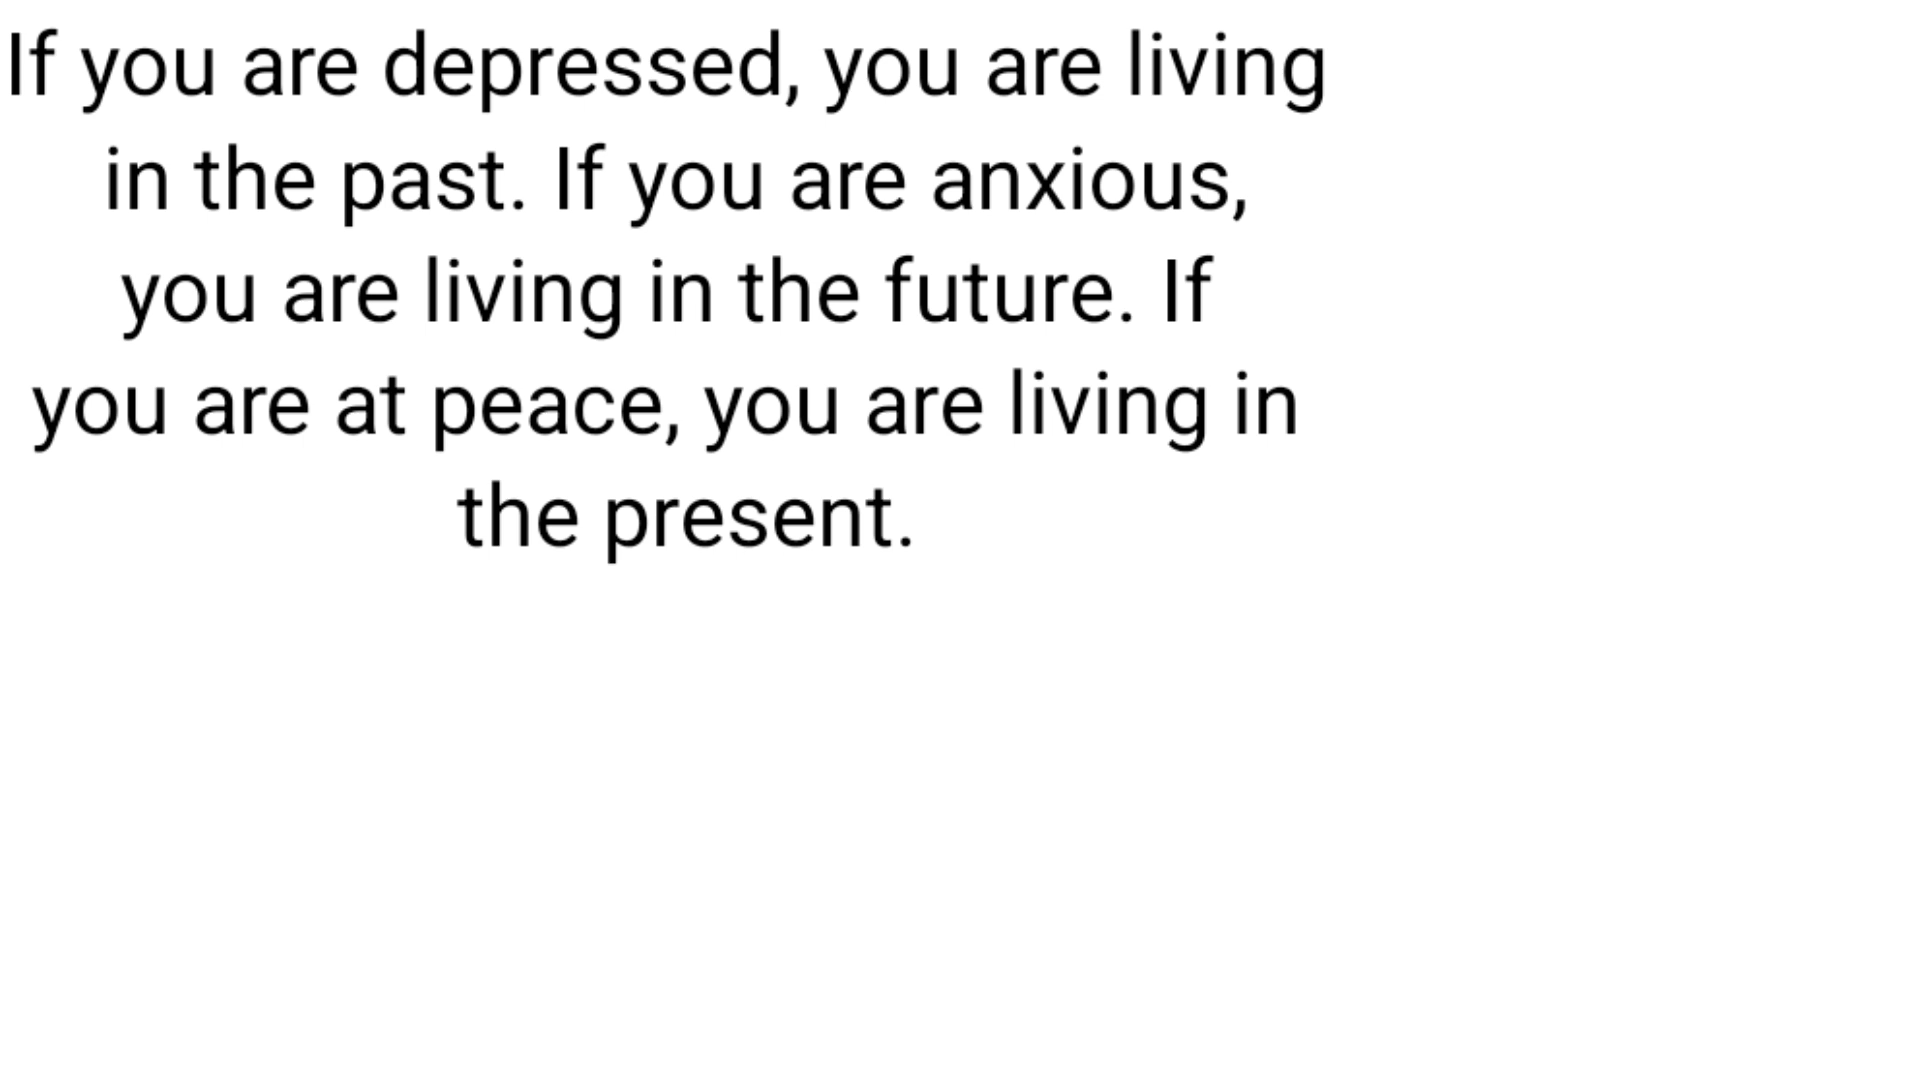 If you are depressed, you are living
in the past. If you are anxious,
you are living in the future. If
you are at peace, you are living in
the present.